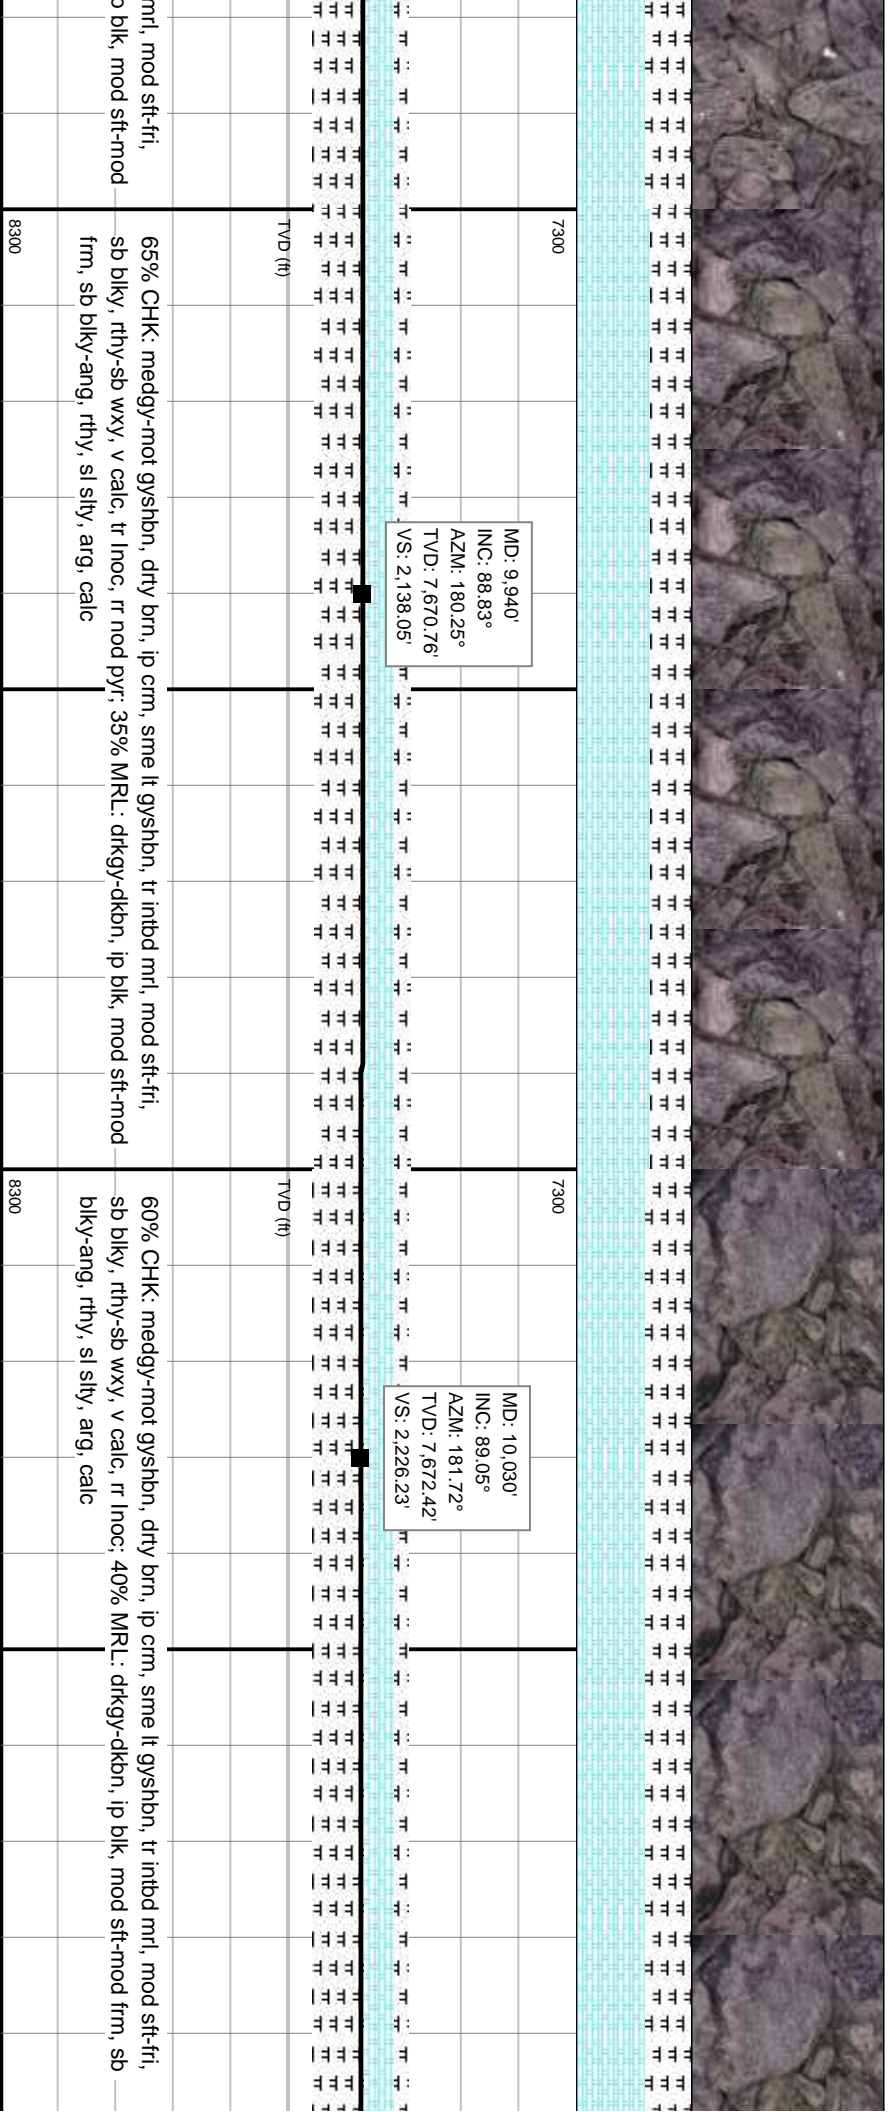 mrl, mod sft-fri,
b blk, mod sft-mod
7300
TVD (ft)
8300
MD: 9,940'
INC: 88.83°
AZM: 180.25°
TVD: 7,670.76'
VS: 2,138.05'
65% CHK: medgy-mot gyshbn, drty brn, ip crm, sme lt gyshbn, tr intbd mrl, mod sft-fri,
sb blky, rthy-sb wxy, v calc, tr Inoc, rr nod pyr; 35% MRL: drkgy-dkbn, ip blk, mod sft-mod
frm, sb blky-ang, rthy, sl slty, arg, calc
7300
TVD (ft)
8300
MD: 10,030'
INC: 89.05°
AZM: 181.72°
TVD: 7,672.42'
VS: 2,226.23'
60% CHK: medgy-mot gyshbn, drty brn, ip crm, sme lt gyshbn, tr intbd mrl, mod sft-fri,
sb blky, rthy-sb wxy, v calc, rr Inoc; 40% MRL: drkgy-dkbn, ip blk, mod sft-mod frm, sb
blky-ang, rthy, sl slty, arg, calc